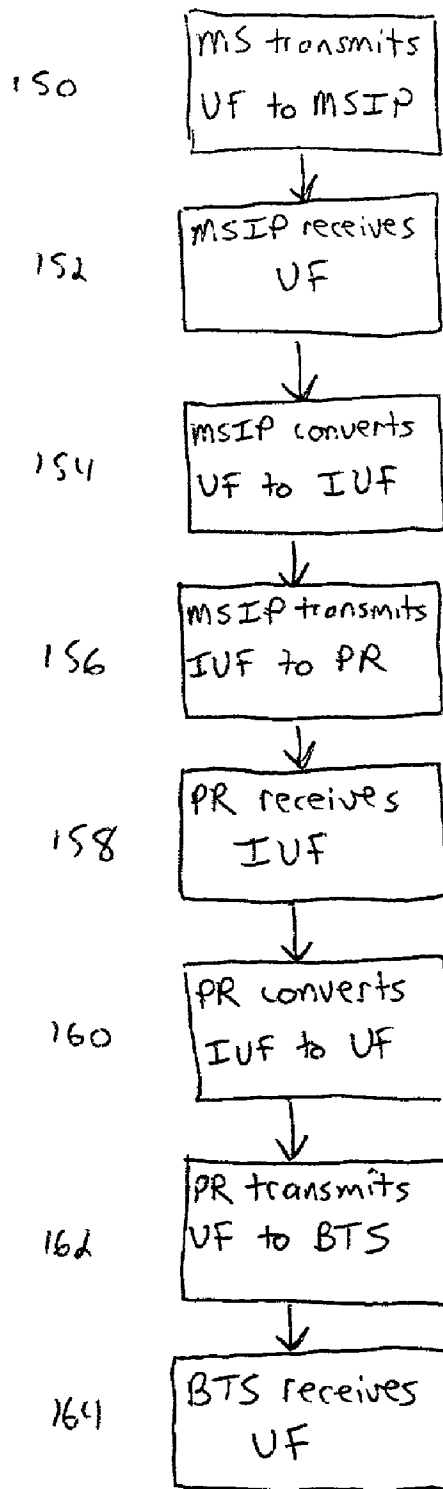 150
MS transmits
UF to MSIP
152
MSIP receives
UF
154
MSIP converts
UF to IUF
156
MSIP transmits
IUF to PR
158
PR receives
IUF
160
PR converts
IUF to UF
162
PR transmits
UF to BTS
164
BTS receives
UF